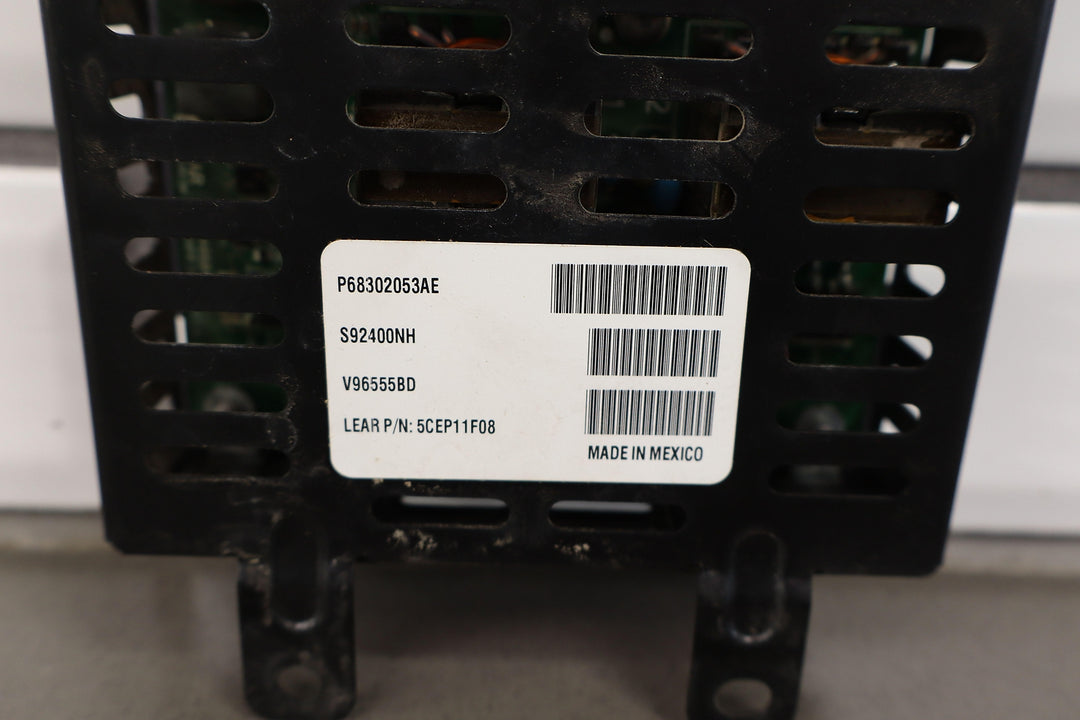 P68302053AE
S92400NH
V96555BD
LEAR P/N: 5CEP11F08
MADE IN MEXICO